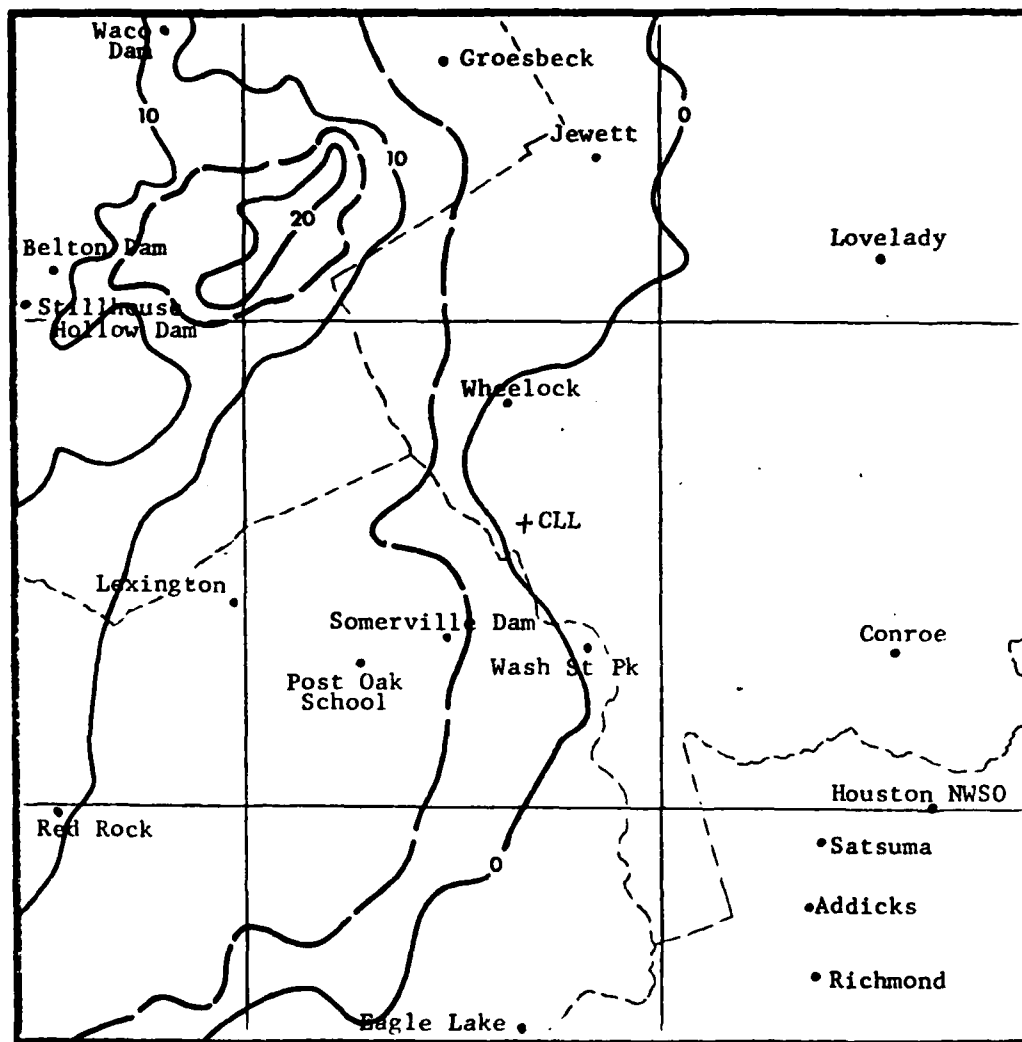 Waco
Dam
Groesbeck
10
0
Jewett
10
20
Lovelady
Belton Dam
Stillhouse
Hollow Dam
Wheelock
+CLL
Lexington
Somerville Dam
Conroe
Wash St Pk
Post Oak
School
Houston NWSO
Red Rock
Satsuma
0
Addicks
Richmond
Eagle Lake